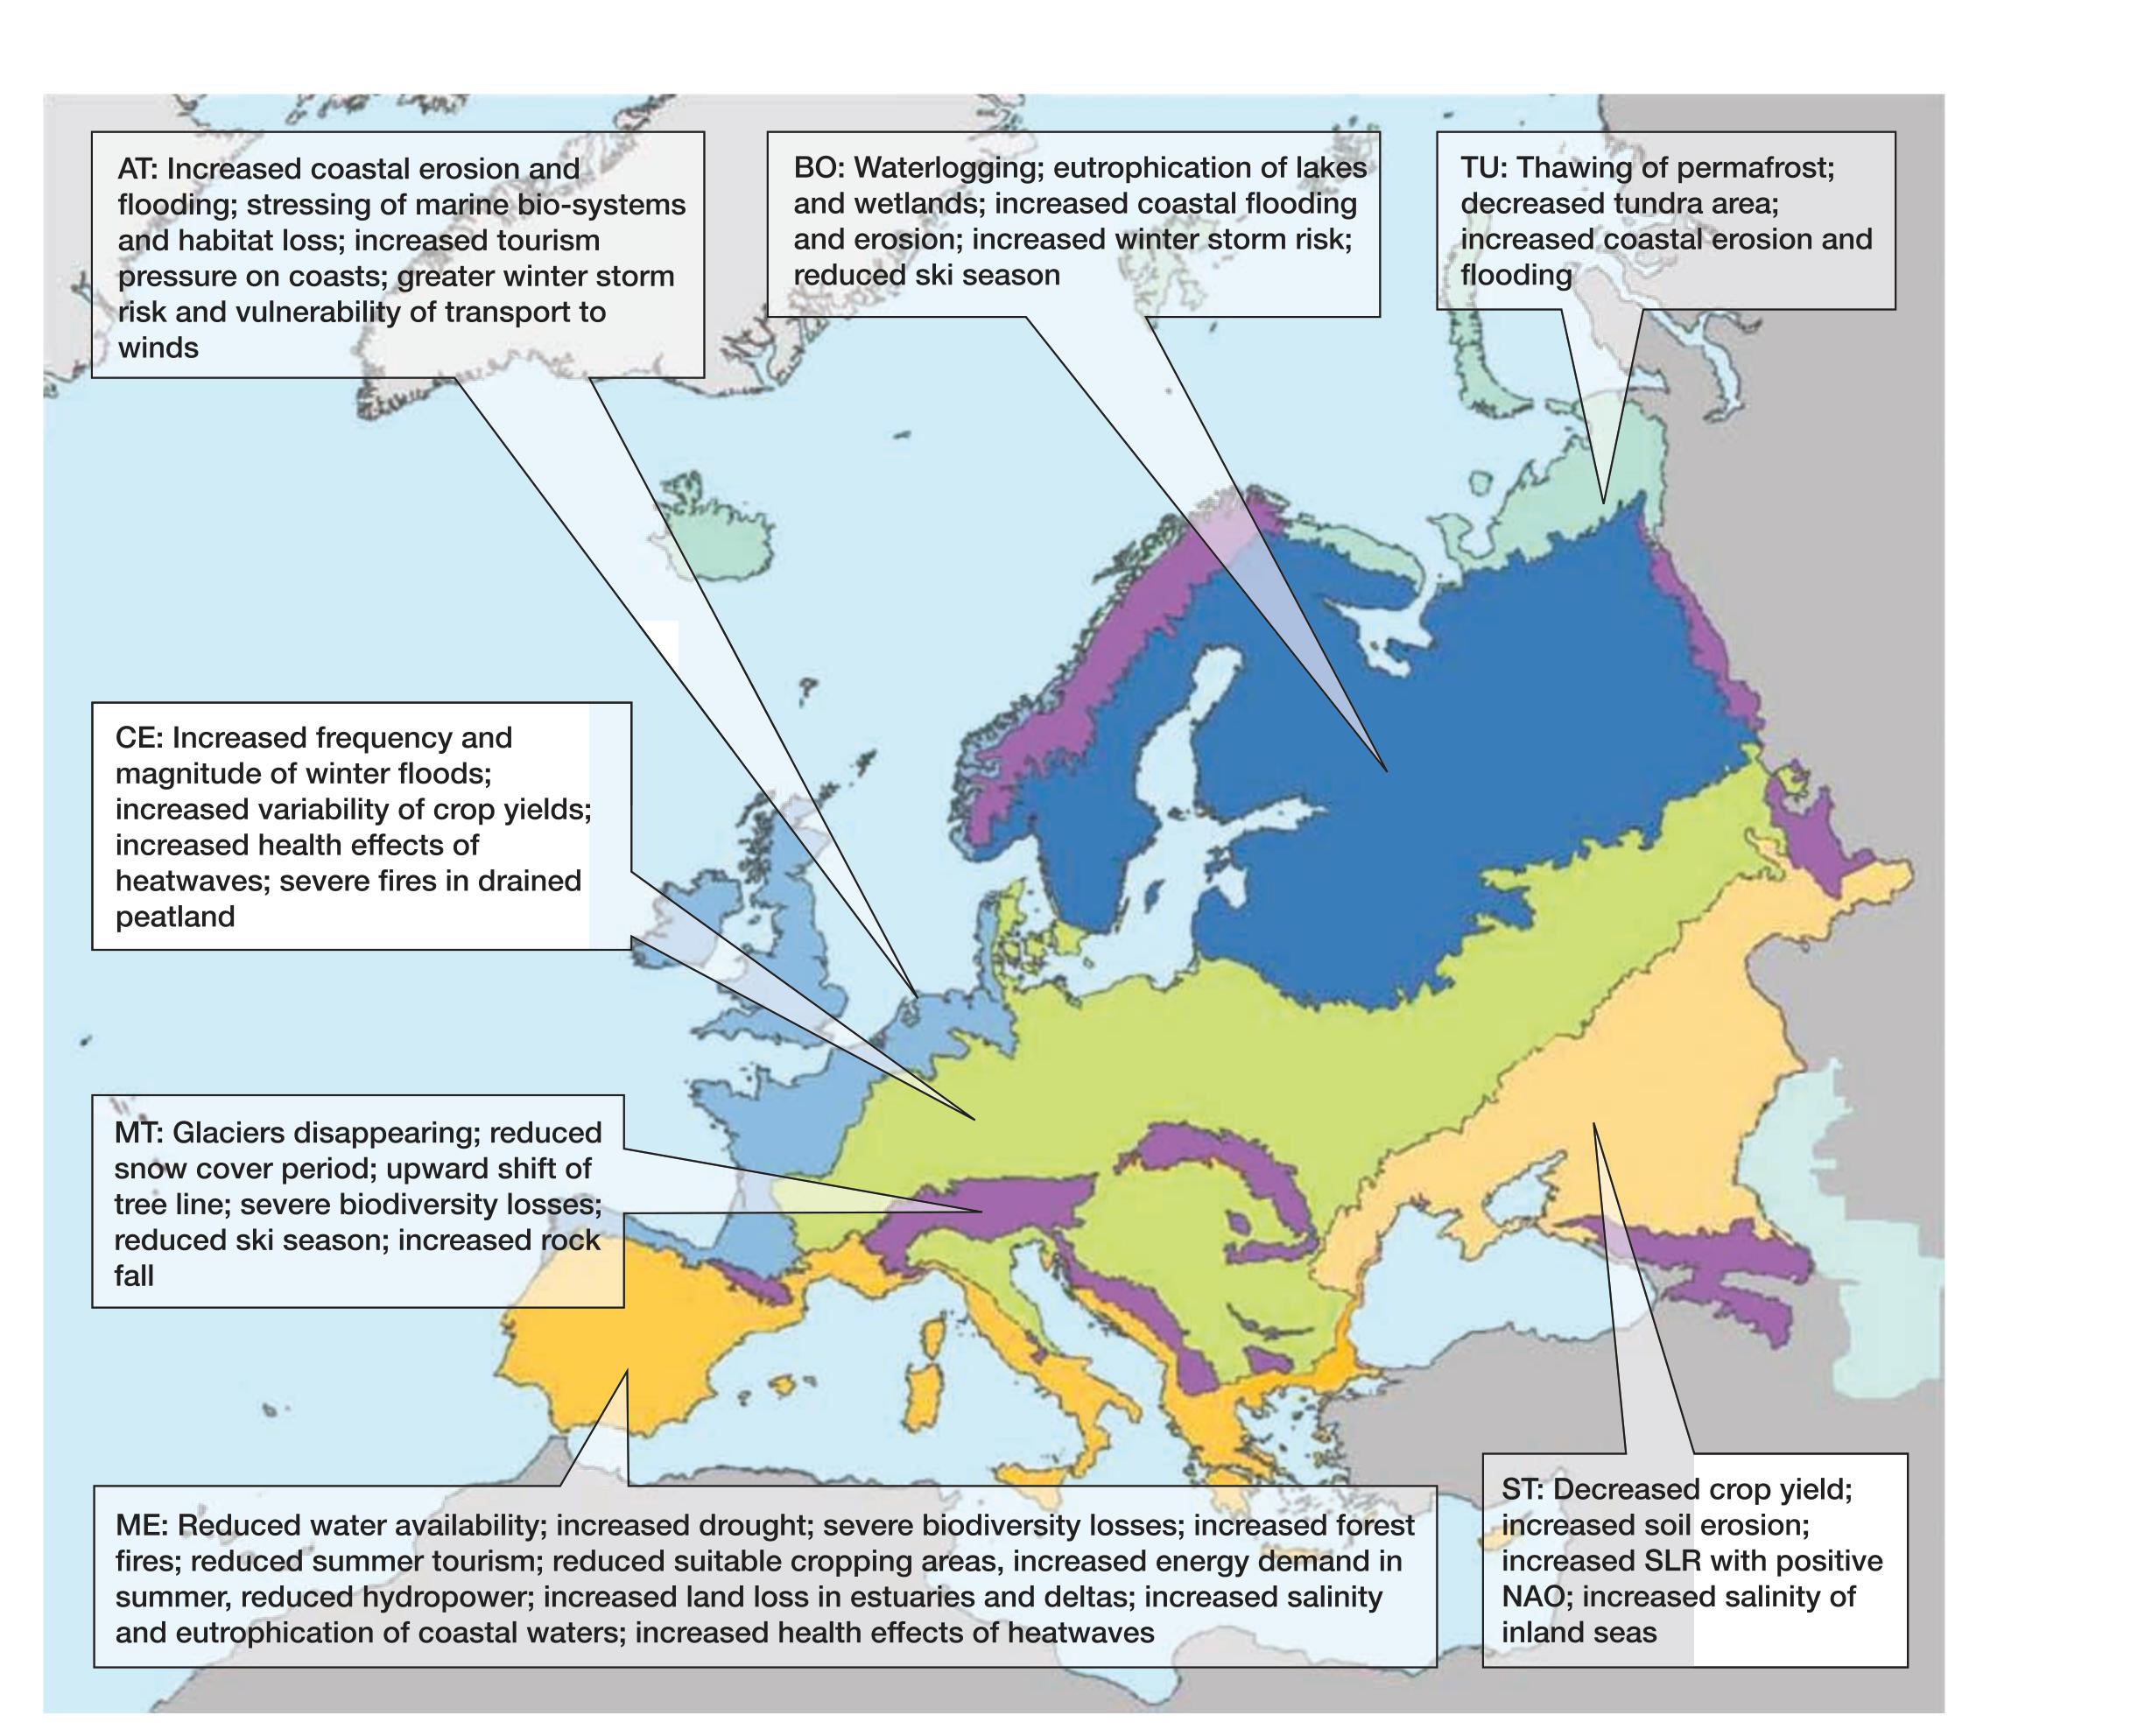 AT: Increased coastal erosion and
flooding; stressing of marine bio-systems
and habitat loss; increased tourism
pressure on coasts; greater winter storm
risk and vulnerability of transport to
winds
BO: Waterlogging; eutrophication of lakes
and wetlands; increased coastal flooding
and erosion; increased winter storm risk;
reduced ski season
TU: Thawing of permafrost;
decreased tundra area;
increased coastal erosion and
flooding
CE: Increased frequency and
magnitude of winter floods;
increased variability of crop yields;
increased health effects of
heatwaves; severe fires in drained
peatland
MT: Glaciers disappearing; reduced
snow cover period; upward shift of
tree line; severe biodiversity losses;
reduced ski season; increased rock
fall
ME: Reduced water availability; increased drought; severe biodiversity losses; increased forest
fires; reduced summer tourism; reduced suitable cropping areas, increased energy demand in
summer, reduced hydropower; increased land loss in estuaries and deltas; increased salinity
and eutrophication of coastal waters; increased health effects of heatwaves
ST: Decreased crop yield;
increased soil erosion;
increased SLR with positive
NAO; increased salinity of
inland seas